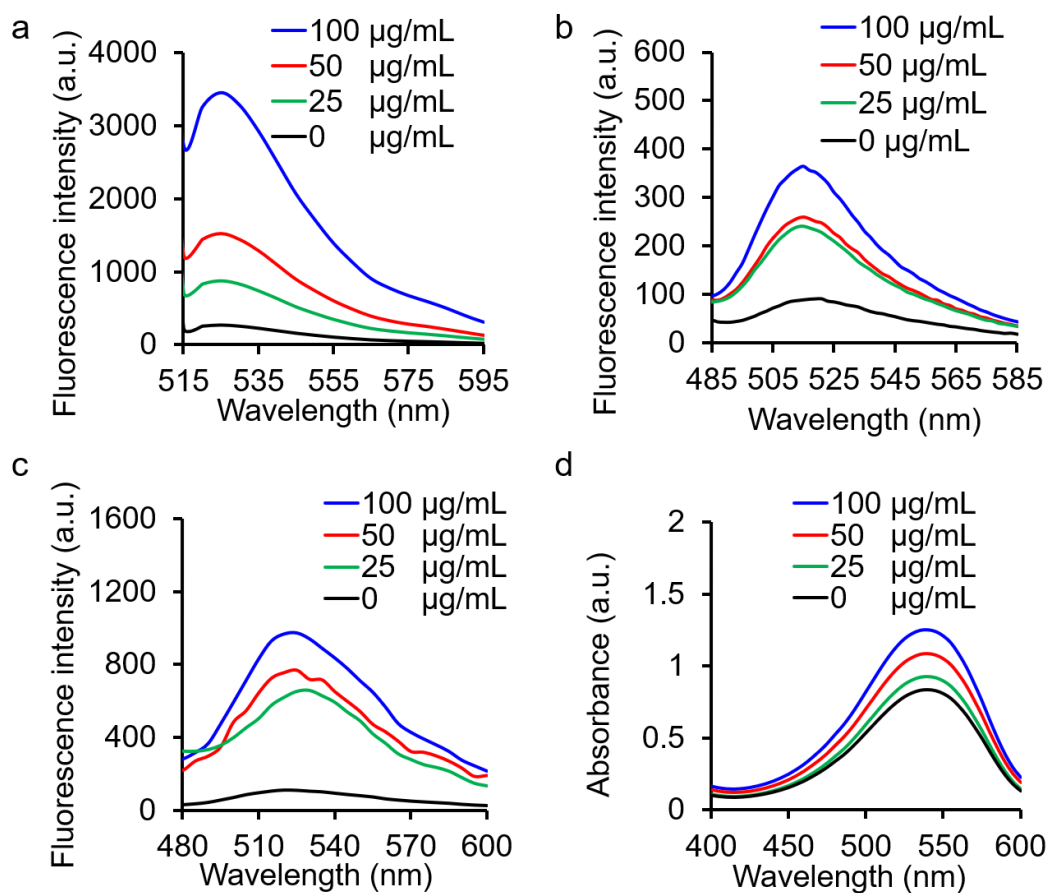 a
Fluorescence intensity (a.u.)
4000
3000
2000
1000
0
515 535 555 575 595
Wavelength (nm)
100 µg/mL
50 µg/mL
25 µg/mL
0 µg/mL
b
Fluorescence intensity (a.u.)
600
500
400
300
200
100
0
485 505 525 545 565 585
Wavelength (nm)
100 µg/mL
50 µg/mL
25 µg/mL
0 µg/mL
c
Fluorescence intensity (a.u.)
1600
1200
800
400
0
480 510 540 570 600
Wavelength (nm)
100 µg/mL
50 µg/mL
25 µg/mL
0 µg/mL
d
Absorbance (a.u.)
2
1.5
1
0.5
0
400 450 500 550 600
Wavelength (nm)
100 µg/mL
50 µg/mL
25 µg/mL
0 µg/mL